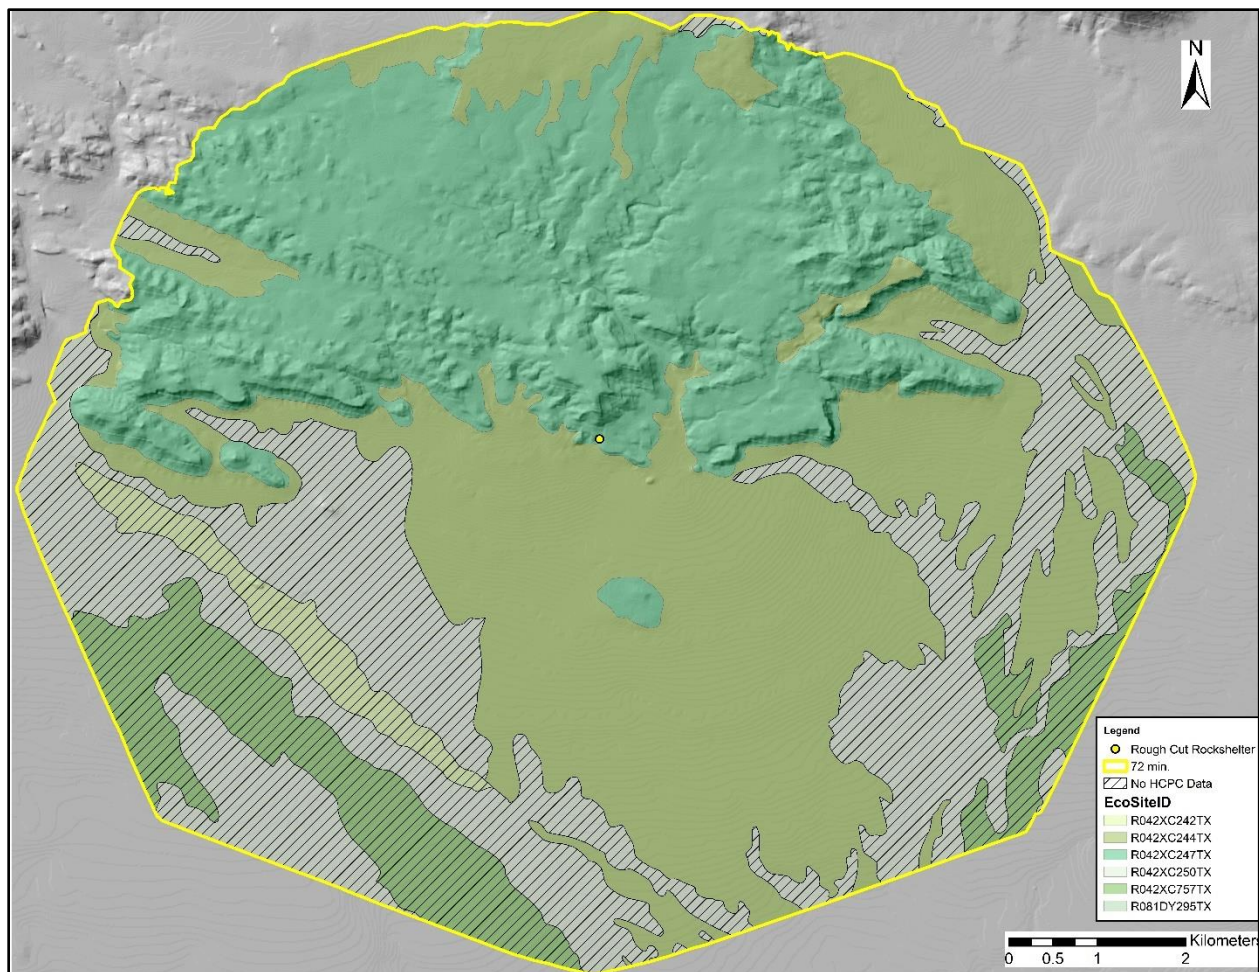 N
Legend
Rough Cut Rockshelter
72 min.
No HCPC Data
EcoSiteID
R042XC242TX
R042XC244TX
R042XC247TX
R042XC250TX
R042XC757TX
R081DY295TX
Kilometers
0 0.5 1 2